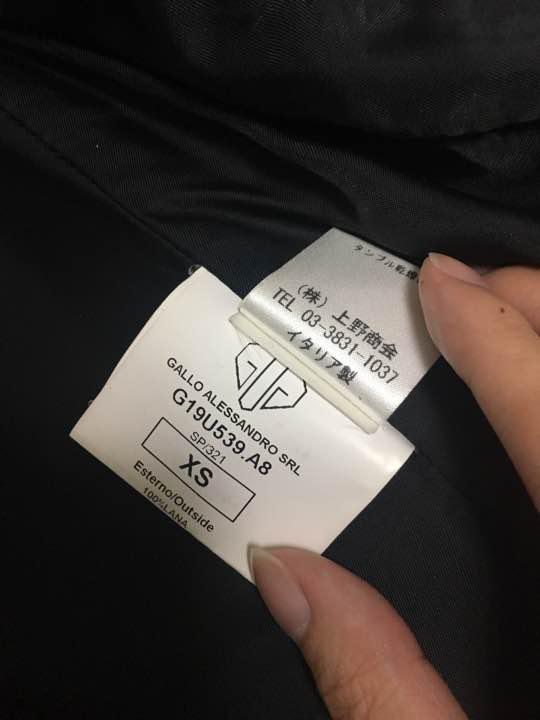 タンブル乾燥
(株) 上野商会
TEL 03-3831-1037
イタリア製
GALLO ALESSANDRO SRL
G19U539.A8
SP/321
XS
Esterno/Outside
100%LANA